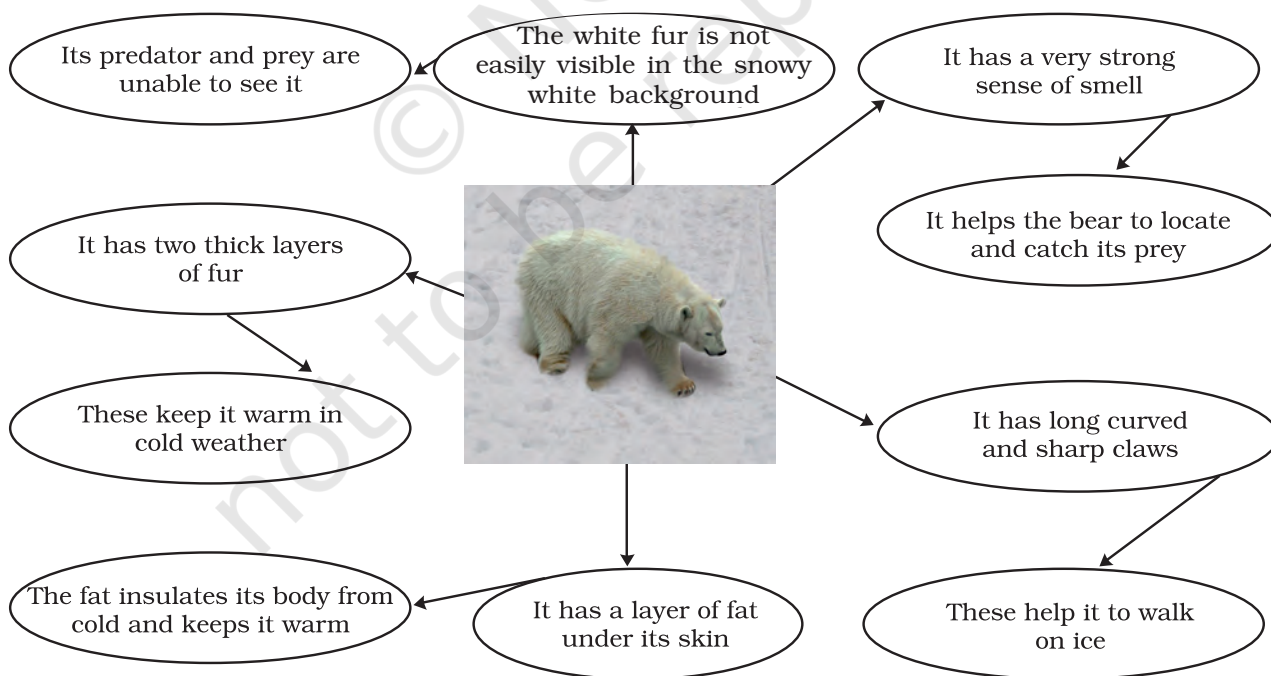 Its predator and prey are
unable to see it
The white fur is not
easily visible in the snowy
white background
It has a very strong
sense of smell
It helps the bear to locate
and catch its prey
It has two thick layers
of fur
These keep it warm in
cold weather
It has long curved
and sharp claws
The fat insulates its body from
cold and keeps it warm
It has a layer of fat
under its skin
These help it to walk
on ice
© N
not to be rep